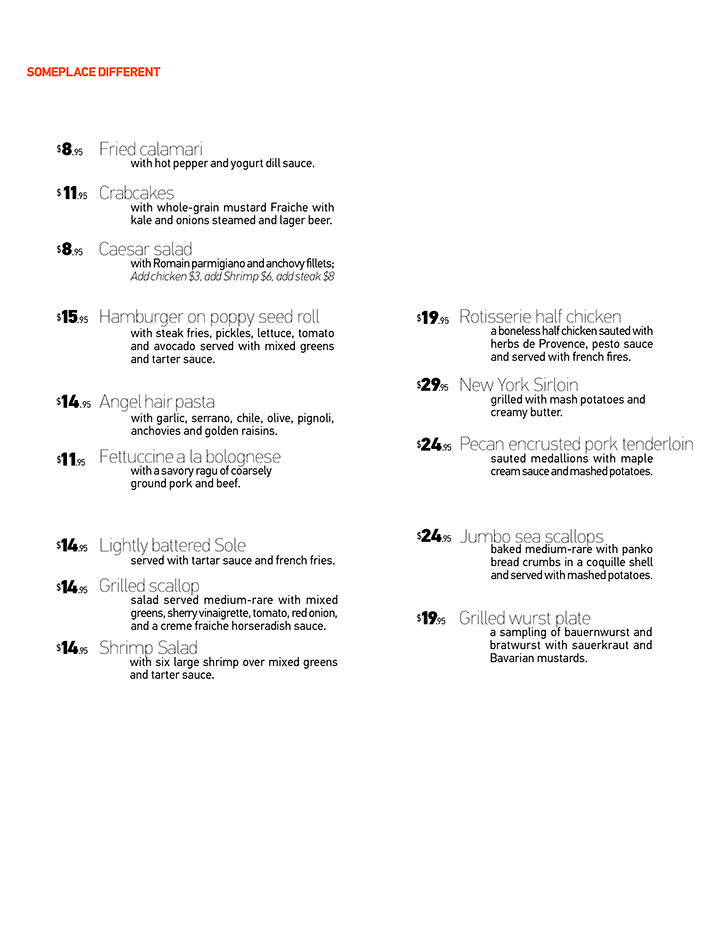 SOMEPLACE DIFFERENT
$8.95 Fried calamari
with hot pepper and yogurt dill sauce.
$11.95 Crabcakes
with whole-grain mustard Fraiche with
kale and onions steamed and lager beer.
$8.95 Caesar salad
with Romain parmigiano and anchovy fillets;
Add chicken $3, add Shrimp $6, add steak $8
$15.95 Hamburger on poppy seed roll
with steak fries, pickles, lettuce, tomato
and avocado served with mixed greens
and tarter sauce.
$14.95 Angel hair pasta
with garlic, serrano, chile, olive, pignoli,
anchovies and golden raisins.
$11.95 Fettuccine a la bolognese
with a savory ragu of coarsely
ground pork and beef.
$14.95 Lightly battered Sole
served with tartar sauce and french fries.
$14.95 Grilled scallop
salad served medium-rare with mixed
greens, sherry vinaigrette, tomato, red onion,
and a creme fraiche horseradish sauce.
$14.95 Shrimp Salad
with six large shrimp over mixed greens
and tarter sauce.
$19.95 Rotisserie half chicken
a boneless half chicken sauted with
herbs de Provence, pesto sauce
and served with french fires.
$29.95 New York Sirloin
grilled with mash potatoes and
creamy butter.
$24.95 Pecan encrusted pork tenderloin
sauted medallions with maple
cream sauce and mashed potatoes.
$24.95 Jumbo sea scallops
baked medium-rare with panko
bread crumbs in a coquille shell
and served with mashed potatoes.
$19.95 Grilled wurst plate
a sampling of bauernwurst and
bratwurst with sauerkraut and
Bavarian mustards.